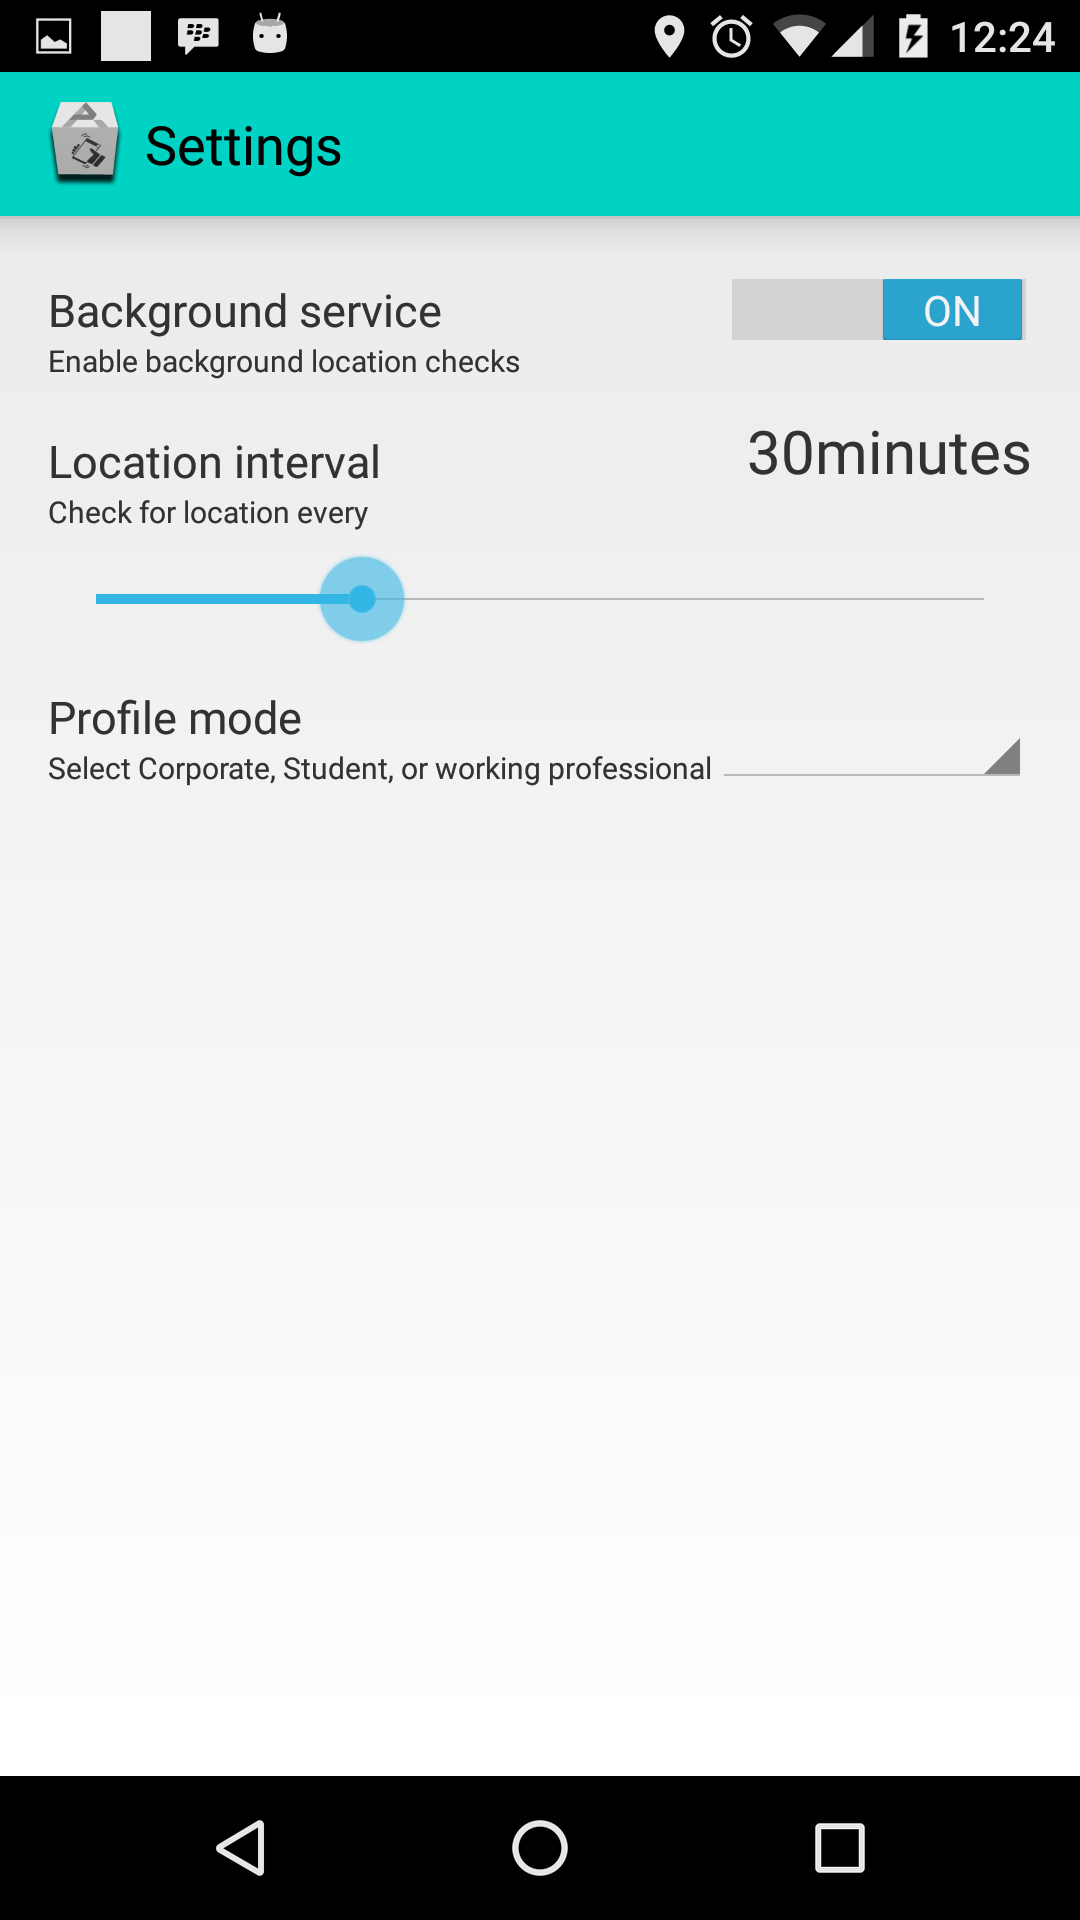 12:24
Settings
Background service
ON
Enable background location checks
Location interval
30minutes
Check for location every
Profile mode
Select Corporate, Student, or working professional